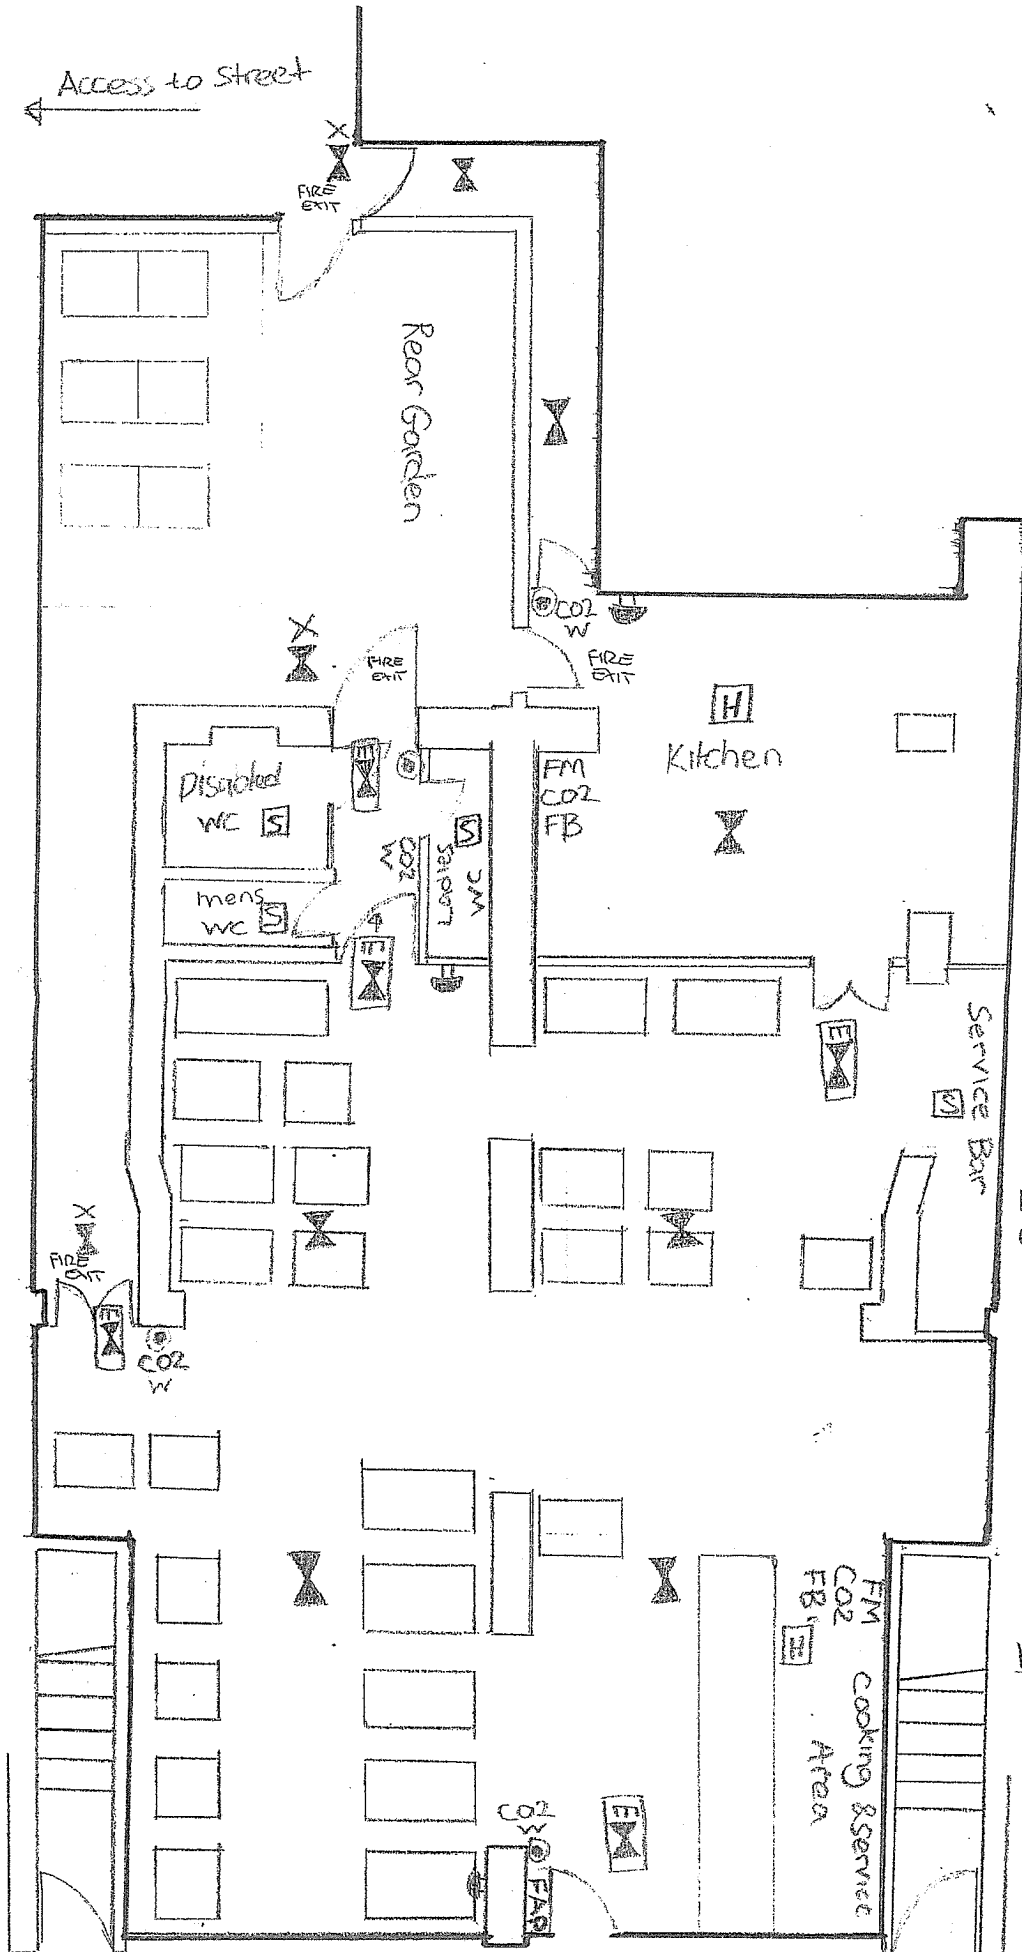 Access to Street
X
FIRE
EXIT
Rear Garden
CO2
W
X
FIRE
EXIT
FIRE
EXIT
H
Kitchen
E
FM
CO2
FB
Disabled
WC S
S
Ladies
WC
CO2
W
mens
WC S
E
E
Service Bar
S
X
FIRE
E
CO2
W
FM
CO2
FB
H
Cooking & Service
Area
CO2
W
E
FAP